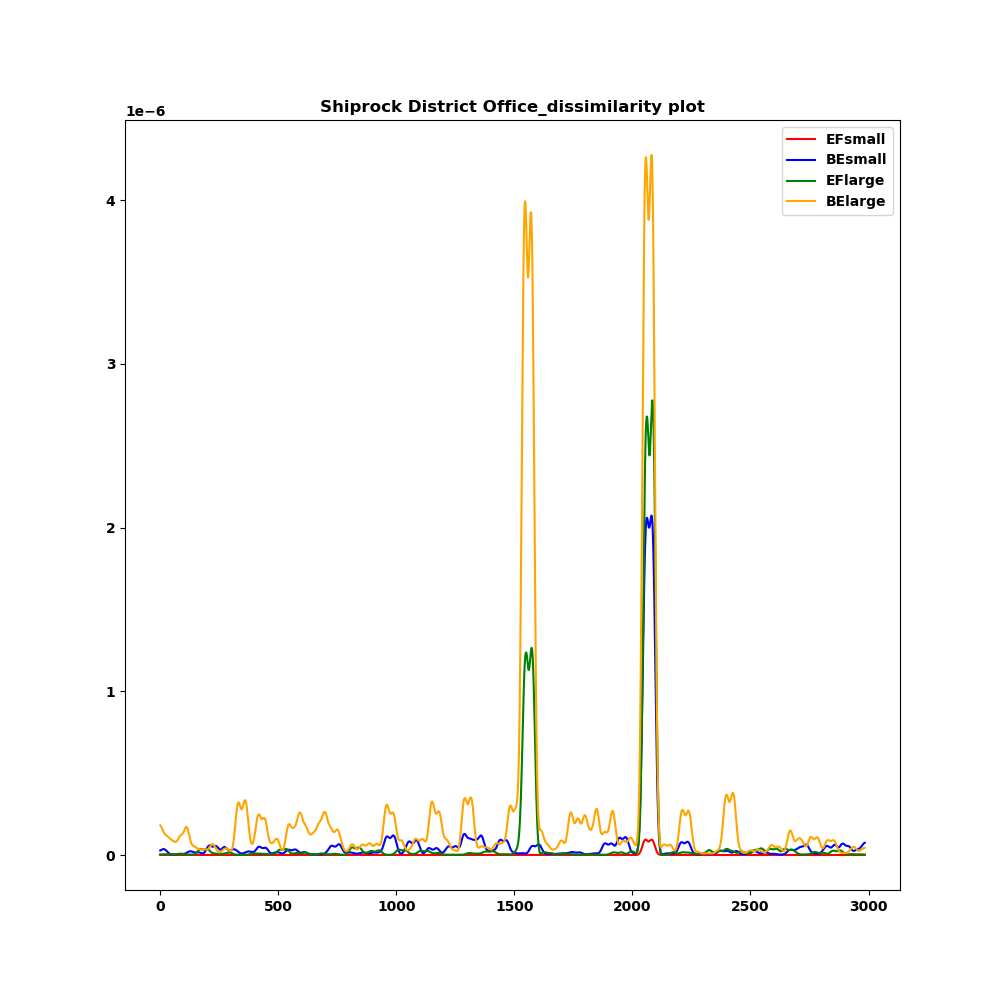 Shiprock District Office_dissimilarity plot
1e−6
EFsmall
BEsmall
EFlarge
BElarge
4
3
2
1
0
0 500 1000 1500 2000 2500 3000